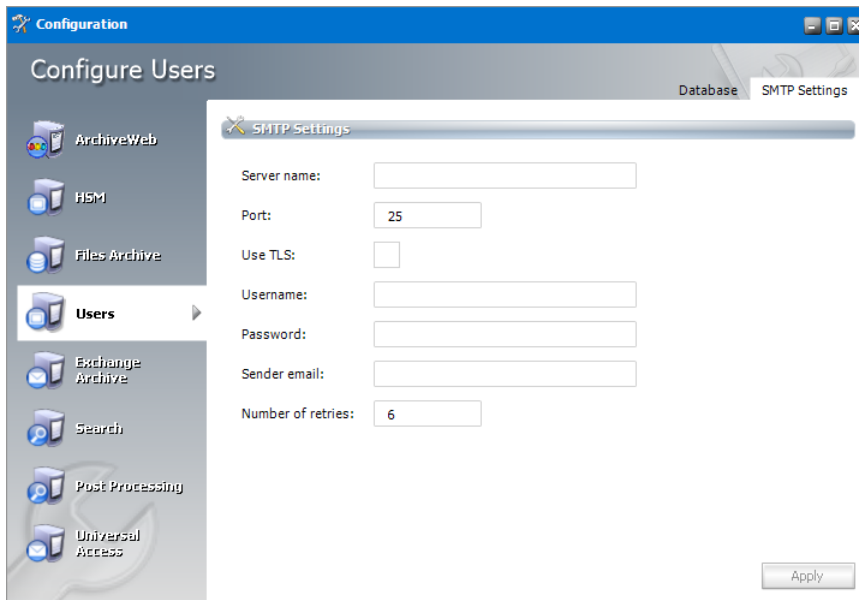 Configuration
Configure Users
Database
SMTP Settings
ArchiveWeb
HSM
Files Archive
Users
Exchange
Archive
Search
Post Processing
Universal
Access
SMTP Settings
Server name:
Port:
25
Use TLS:
Username:
Password:
Sender email:
Number of retries:
6
Apply